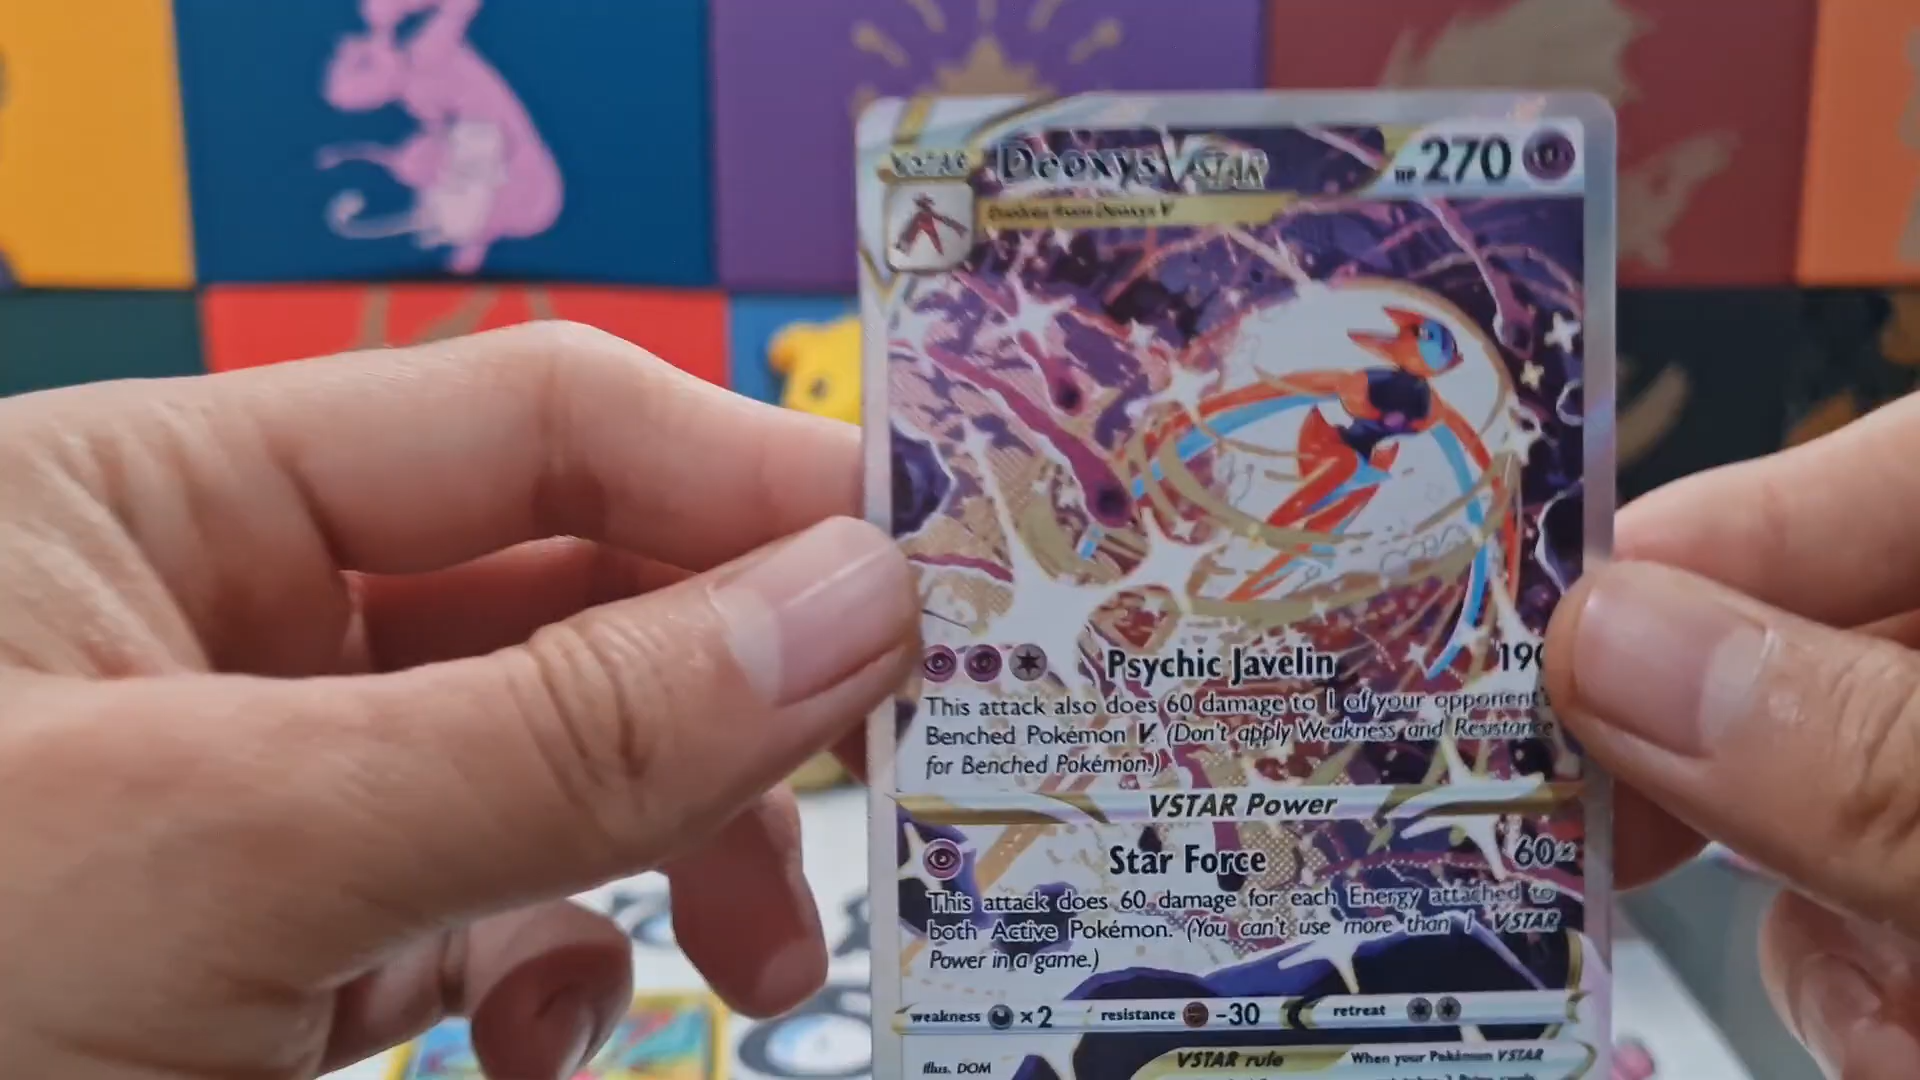 VSTAR Deoxys VSTAR HP 270
Evolves from Deoxys V
Psychic Javelin 190
This attack also does 60 damage to 1 of your opponent's
Benched Pokémon V. (Don't apply Weakness and Resistance
for Benched Pokémon.)
VSTAR Power
Star Force 60×
This attack does 60 damage for each Energy attached to
both Active Pokémon. (You can't use more than 1 VSTAR
Power in a game.)
weakness ×2 resistance -30 retreat
Illus. DOM VSTAR rule When your Pokémon VSTAR